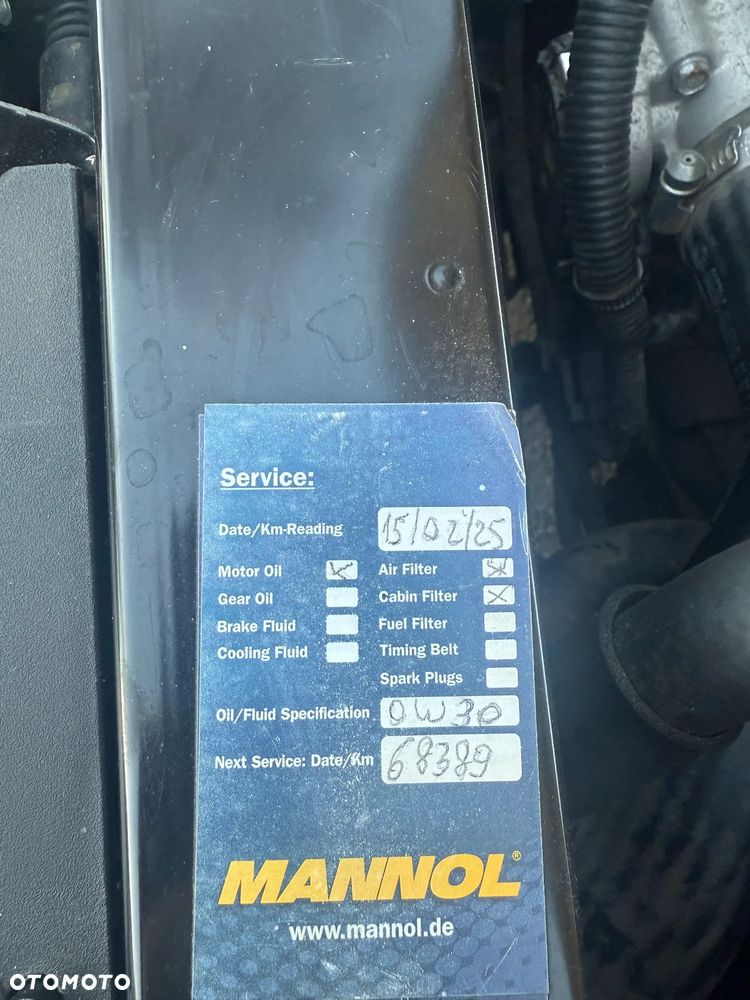 Service:
Date/Km-Reading 15/02/25
Motor Oil X Air Filter X
Gear Oil Cabin Filter X
Brake Fluid Fuel Filter
Cooling Fluid Timing Belt
Spark Plugs
Oil/Fluid Specification 0W30
Next Service: Date/Km 68389
MANNOL®
www.mannol.de
OTOMOTO